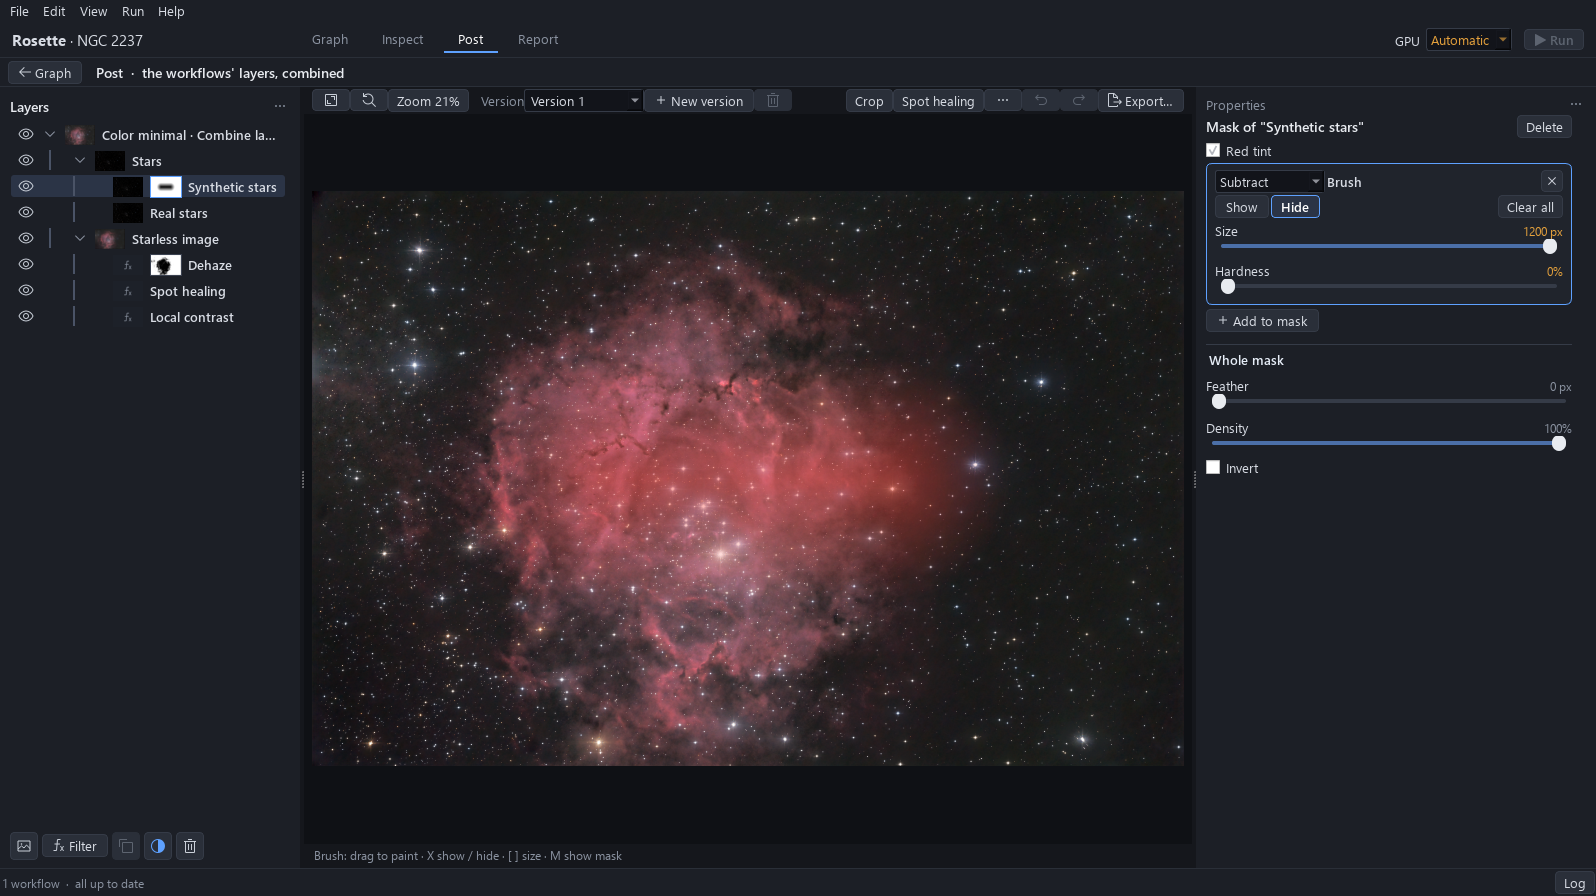 File Edit View Run Help
Rosette · NGC 2237
Graph Inspect Post Report
GPU Automatic Run
Graph Post · the workflows' layers, combined
Layers ...
Color minimal · Combine la...
Stars
Synthetic stars
Real stars
Starless image
fx Dehaze
fx Spot healing
fx Local contrast
fx Filter
Zoom 21% Version Version 1 + New version Crop Spot healing ... Export...
Brush: drag to paint · X show / hide · [ ] size · M show mask
Properties ...
Mask of "Synthetic stars" Delete
Red tint
Subtract Brush
Show Hide Clear all
Size 1200 px
Hardness 0%
+ Add to mask
Whole mask
Feather 0 px
Density 100%
Invert
1 workflow · all up to date
Log